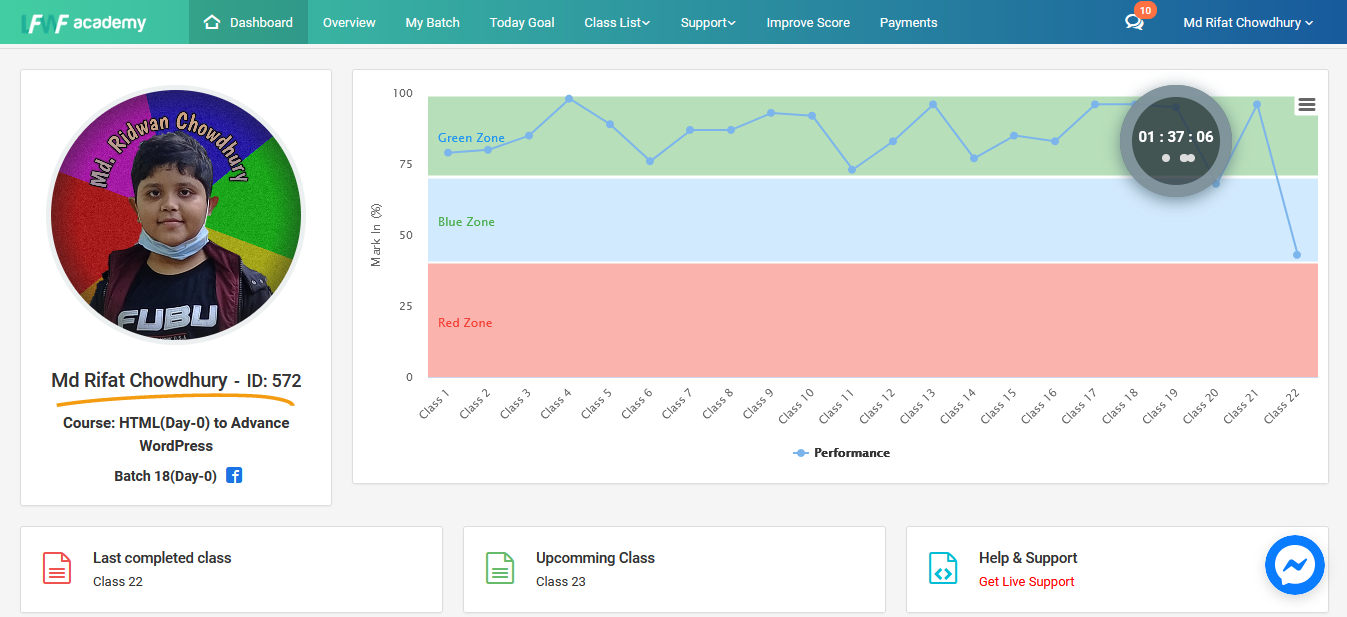 LFWF academy
Dashboard
Overview
My Batch
Today Goal
Class List
Support
Improve Score
Payments
10
Md Rifat Chowdhury
Md. Ridwan Chowdhury
FUBU
Md Rifat Chowdhury - ID: 572
Course: HTML(Day-0) to Advance
WordPress
Batch 18(Day-0)
100
75
50
25
0
Mark In (%)
Green Zone
Blue Zone
Red Zone
01 : 37 : 06
Class 1
Class 2
Class 3
Class 4
Class 5
Class 6
Class 7
Class 8
Class 9
Class 10
Class 11
Class 12
Class 13
Class 14
Class 15
Class 16
Class 17
Class 18
Class 19
Class 20
Class 21
Class 22
Performance
Last completed class
Class 22
Upcomming Class
Class 23
Help & Support
Get Live Support